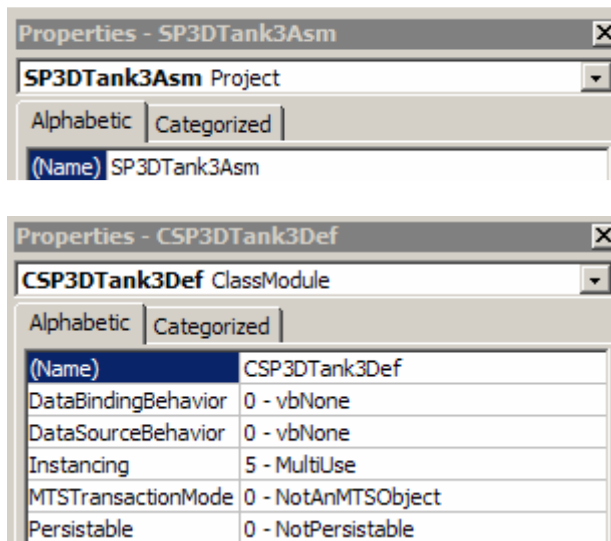 Properties - SP3DTank3Asm
SP3DTank3Asm Project
Alphabetic Categorized
(Name) SP3DTank3Asm
Properties - CSP3DTank3Def
CSP3DTank3Def ClassModule
Alphabetic Categorized
(Name) CSP3DTank3Def
DataBindingBehavior 0 - vbNone
DataSourceBehavior 0 - vbNone
Instancing 5 - MultiUse
MTSTransactionMode 0 - NotAnMTSObject
Persistable 0 - NotPersistable